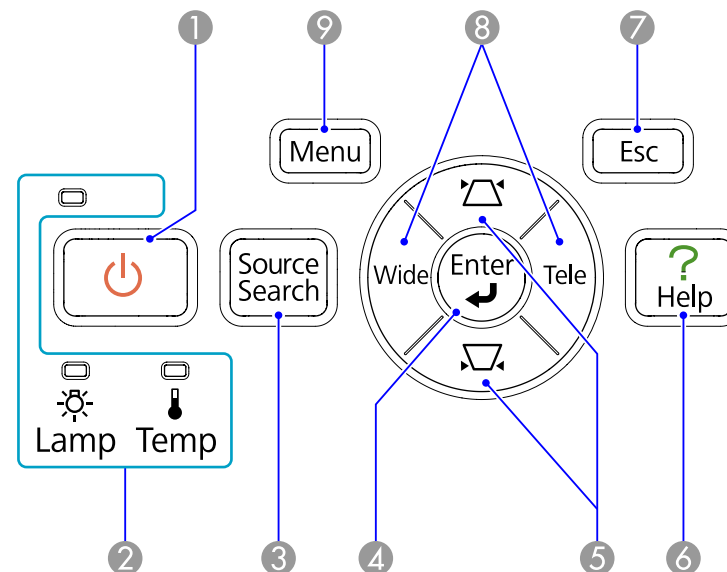 1 9 8 7
Menu
Esc
Source
Search
Wide
Enter
Tele
?
Help
Lamp Temp
2 3 4 5 6